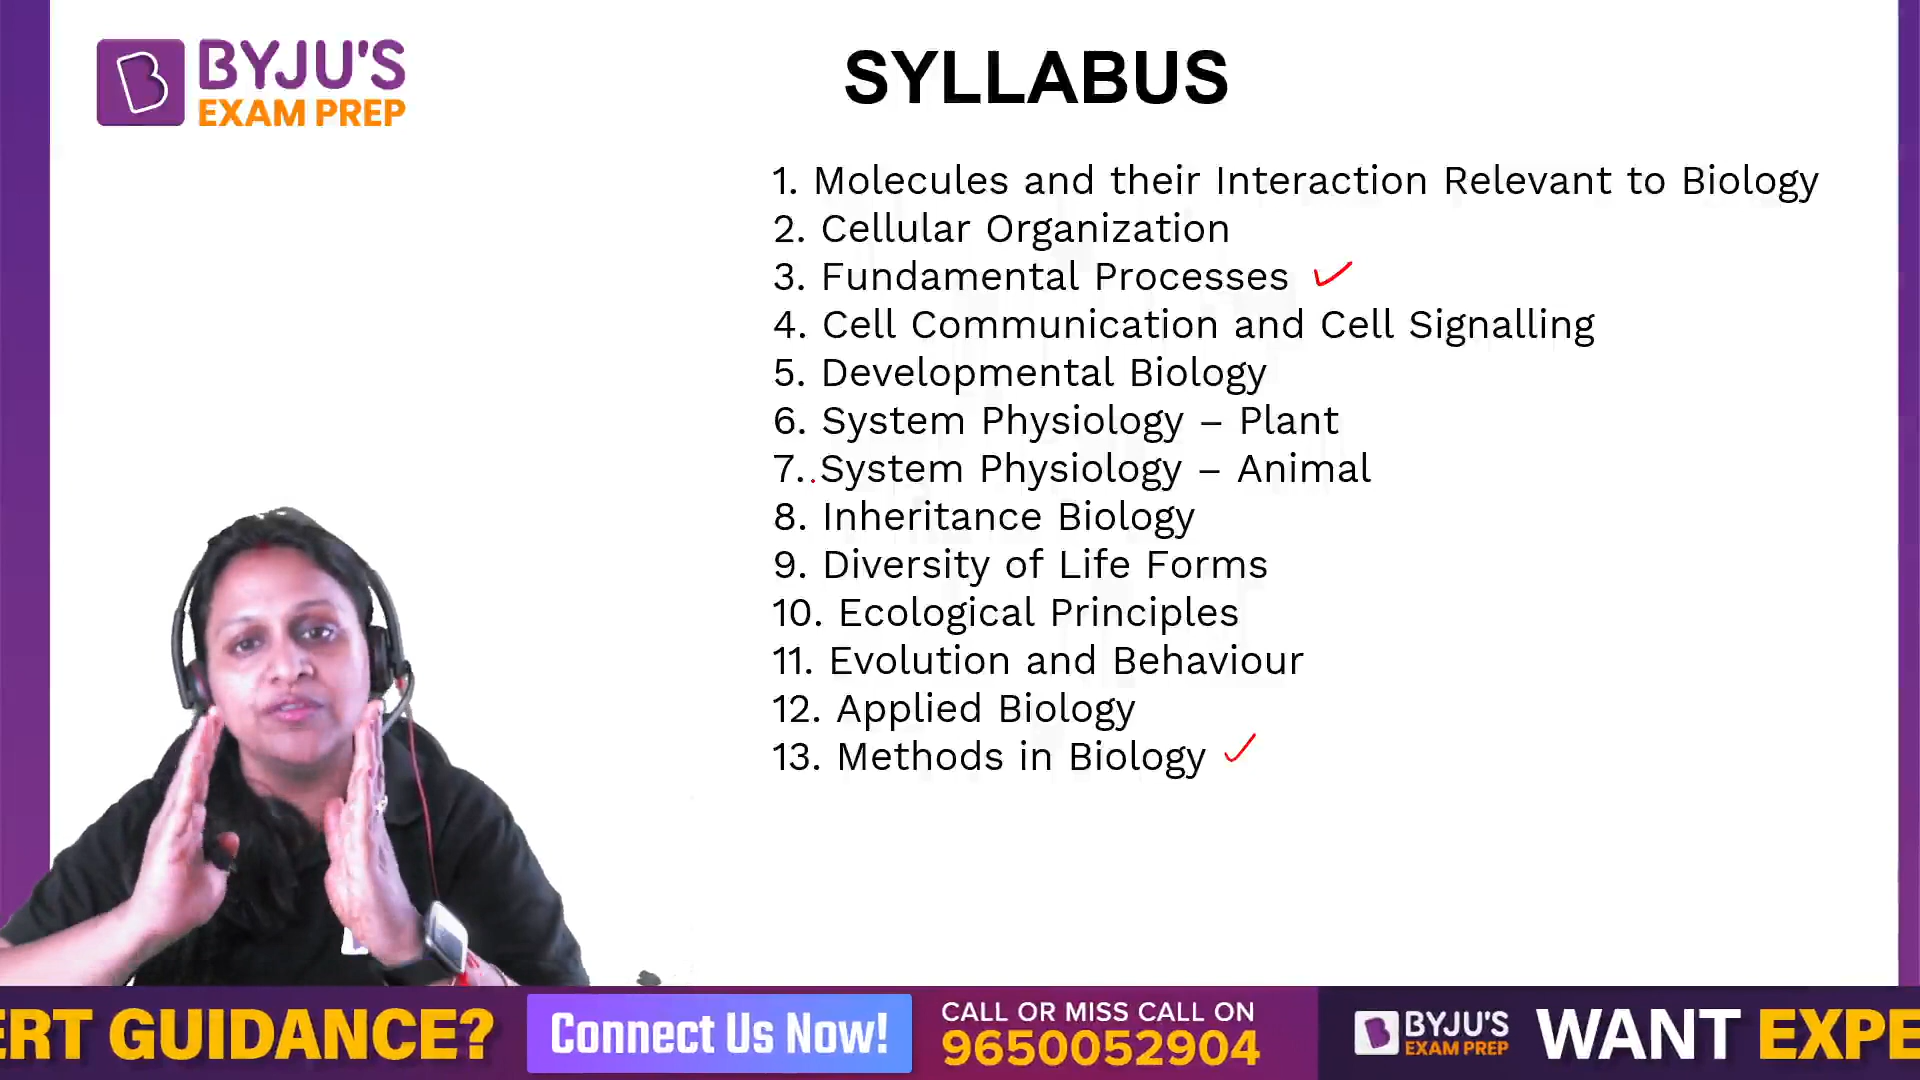 BYJU'S
EXAM PREP
SYLLABUS
1. Molecules and their Interaction Relevant to Biology
2. Cellular Organization
3. Fundamental Processes
4. Cell Communication and Cell Signalling
5. Developmental Biology
6. System Physiology – Plant
7. System Physiology – Animal
8. Inheritance Biology
9. Diversity of Life Forms
10. Ecological Principles
11. Evolution and Behaviour
12. Applied Biology
13. Methods in Biology
ERT GUIDANCE?
Connect Us Now!
CALL OR MISS CALL ON
9650052904
BYJU'S
EXAM PREP
WANT EXPE